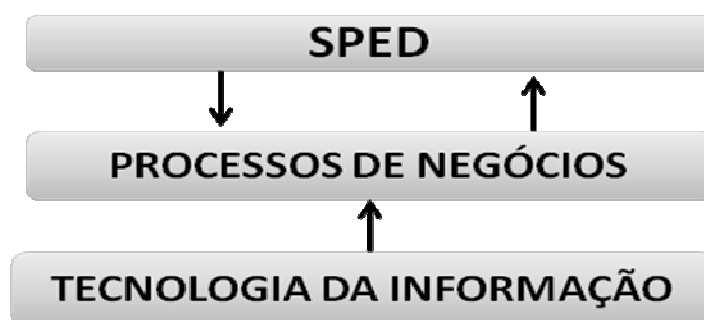 SPED
PROCESSOS DE NEGÓCIOS
TECNOLOGIA DA INFORMAÇÃO